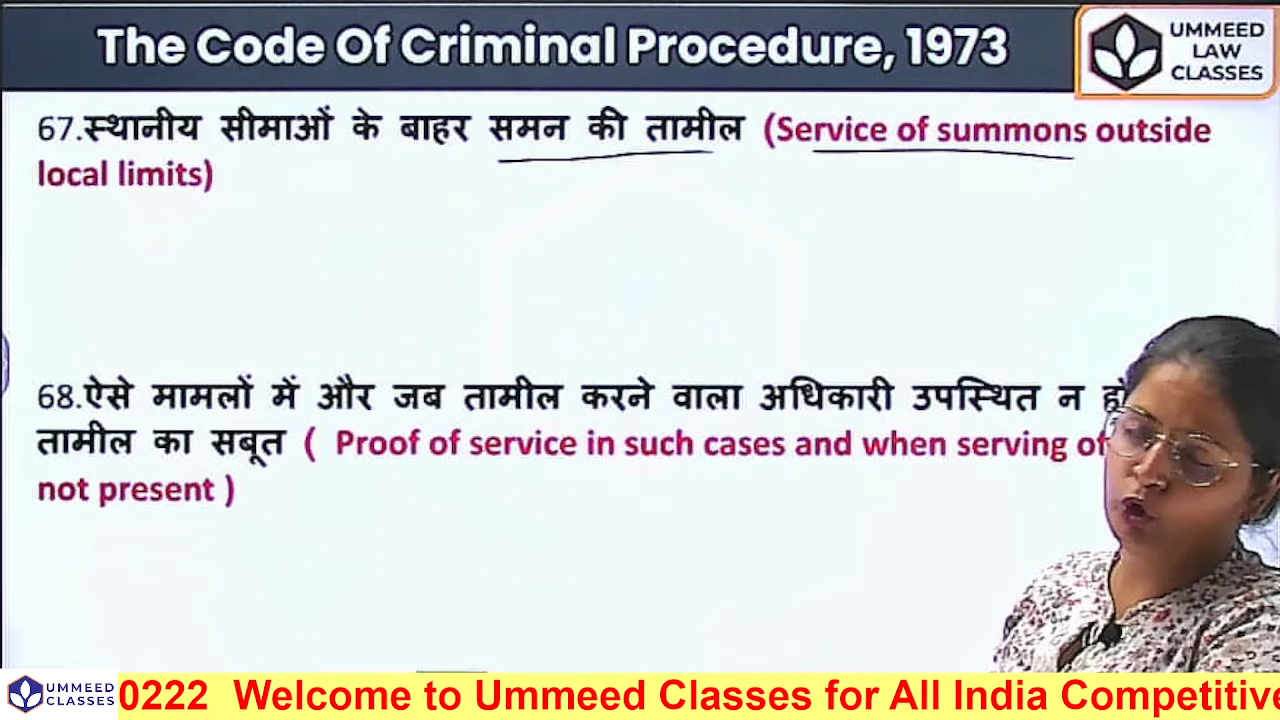 The Code Of Criminal Procedure, 1973
UMMEED
LAW
CLASSES
67.स्थानीय सीमाओं के बाहर समन की तामील (Service of summons outside
local limits)
68.ऐसे मामलों में और जब तामील करने वाला अधिकारी उपस्थित न
तामील का सबूत ( Proof of service in such cases and when serving
not present )
UMMEED
CLASSES
0222 Welcome to Ummeed Classes for All India Competitive